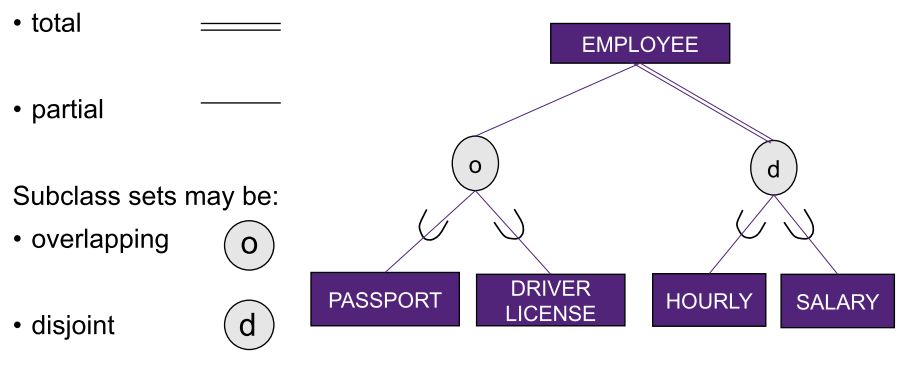 • total
• partial
Subclass sets may be:
• overlapping
o
• disjoint
d
EMPLOYEE
o
d
PASSPORT
DRIVER
LICENSE
HOURLY
SALARY